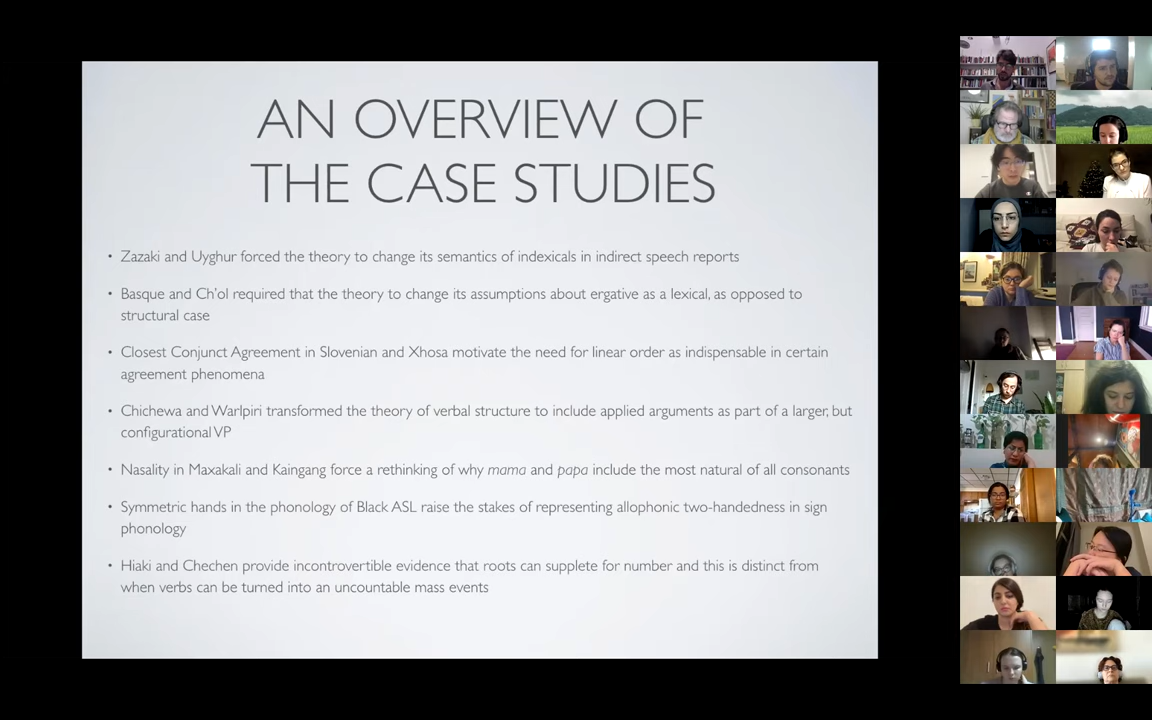 AN OVERVIEW OF
THE CASE STUDIES
• Zazaki and Uyghur forced the theory to change its semantics of indexicals in indirect speech reports
• Basque and Ch'ol required that the theory to change its assumptions about ergative as a lexical, as opposed to
structural case
• Closest Conjunct Agreement in Slovenian and Xhosa motivate the need for linear order as indispensable in certain
agreement phenomena
• Chichewa and Warlpiri transformed the theory of verbal structure to include applied arguments as part of a larger, but
configurational VP
• Nasality in Maxakali and Kaingang force a rethinking of why mama and papa include the most natural of all consonants
• Symmetric hands in the phonology of Black ASL raise the stakes of representing allophonic two-handedness in sign
phonology
• Hiaki and Chechen provide incontrovertible evidence that roots can supplete for number and this is distinct from
when verbs can be turned into an uncountable mass events